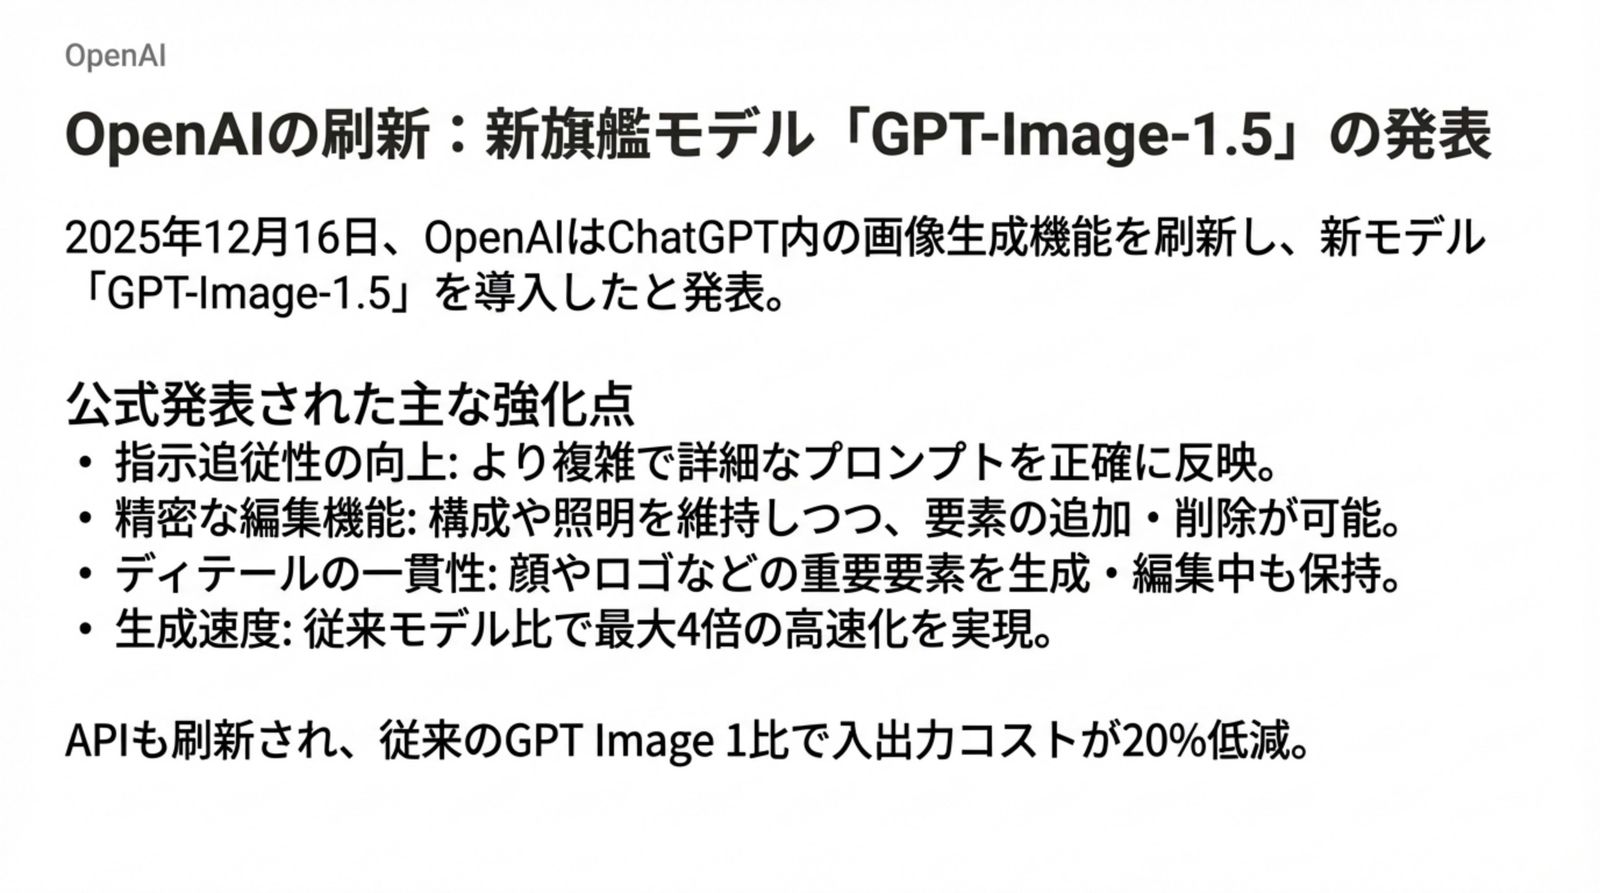 OpenAI
OpenAIの刷新：新旗艦モデル「GPT-Image-1.5」の発表
2025年12月16日、OpenAIはChatGPT内の画像生成機能を刷新し、新モデル
「GPT-Image-1.5」を導入したと発表。
公式発表された主な強化点
• 指示追従性の向上: より複雑で詳細なプロンプトを正確に反映。
• 精密な編集機能: 構成や照明を維持しつつ、要素の追加・削除が可能。
• ディテールの一貫性: 顔やロゴなどの重要要素を生成・編集中も保持。
• 生成速度: 従来モデル比で最大4倍の高速化を実現。
APIも刷新され、従来のGPT Image 1比で入出力コストが20%低減。